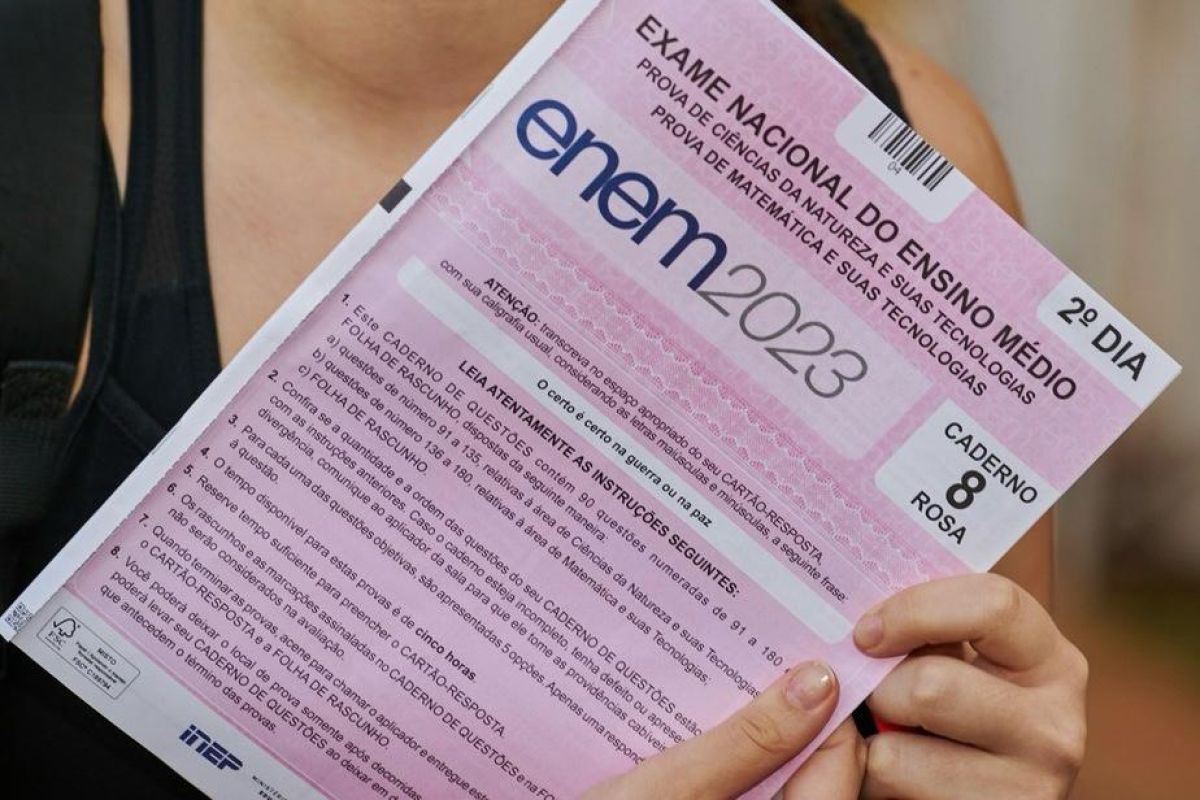 EXAME NACIONAL DO ENSINO MÉDIO
PROVA DE CIÊNCIAS DA NATUREZA E SUAS TECNOLOGIAS
PROVA DE MATEMÁTICA E SUAS TECNOLOGIAS
04
2º DIA
enem2023
CADERNO
8
ROSA
ATENÇÃO: transcreva no espaço apropriado do seu CARTÃO-RESPOSTA,
com sua caligrafia usual, considerando as letras maiúsculas e minúsculas, a seguinte frase:
O certo é certo na guerra ou na paz
LEIA ATENTAMENTE AS INSTRUÇÕES SEGUINTES:
1. Este CADERNO DE QUESTÕES contém 90 questões numeradas de 91 a 180
FOLHA DE RASCUNHO, dispostas da seguinte maneira:
a) questões de número 91 a 135, relativas à área de Ciências da Natureza e suas Tecnologias
b) questões de número 136 a 180, relativas à área de Matemática e suas Tecnologias;
c) FOLHA DE RASCUNHO.
2. Confira se a quantidade e a ordem das questões do seu CADERNO DE QUESTÕES estão
com as instruções anteriores. Caso o caderno esteja incompleto, tenha defeito ou aprese
divergência, comunique ao aplicador da sala para que ele tome as providências cabíveis
3. Para cada uma das questões objetivas, são apresentadas 5 opções. Apenas uma respond
à questão.
4. O tempo disponível para estas provas é de cinco horas.
5. Reserve tempo suficiente para preencher o CARTÃO-RESPOSTA
6. Os rascunhos e as marcações assinaladas no CADERNO DE QUESTÕES
não serão considerados na avaliação.
7. Quando terminar as provas, acene para chamar o aplicador e entregue este
o CARTÃO-RESPOSTA e a FOLHA DE RASCUNHO.
8. Você poderá deixar o local de prova somente após decorridas
poderá levar seu CADERNO DE QUESTÕES ao deixar em d
que antecedem o término das provas.
FSC
MISTO
FSC® C106794
INEP